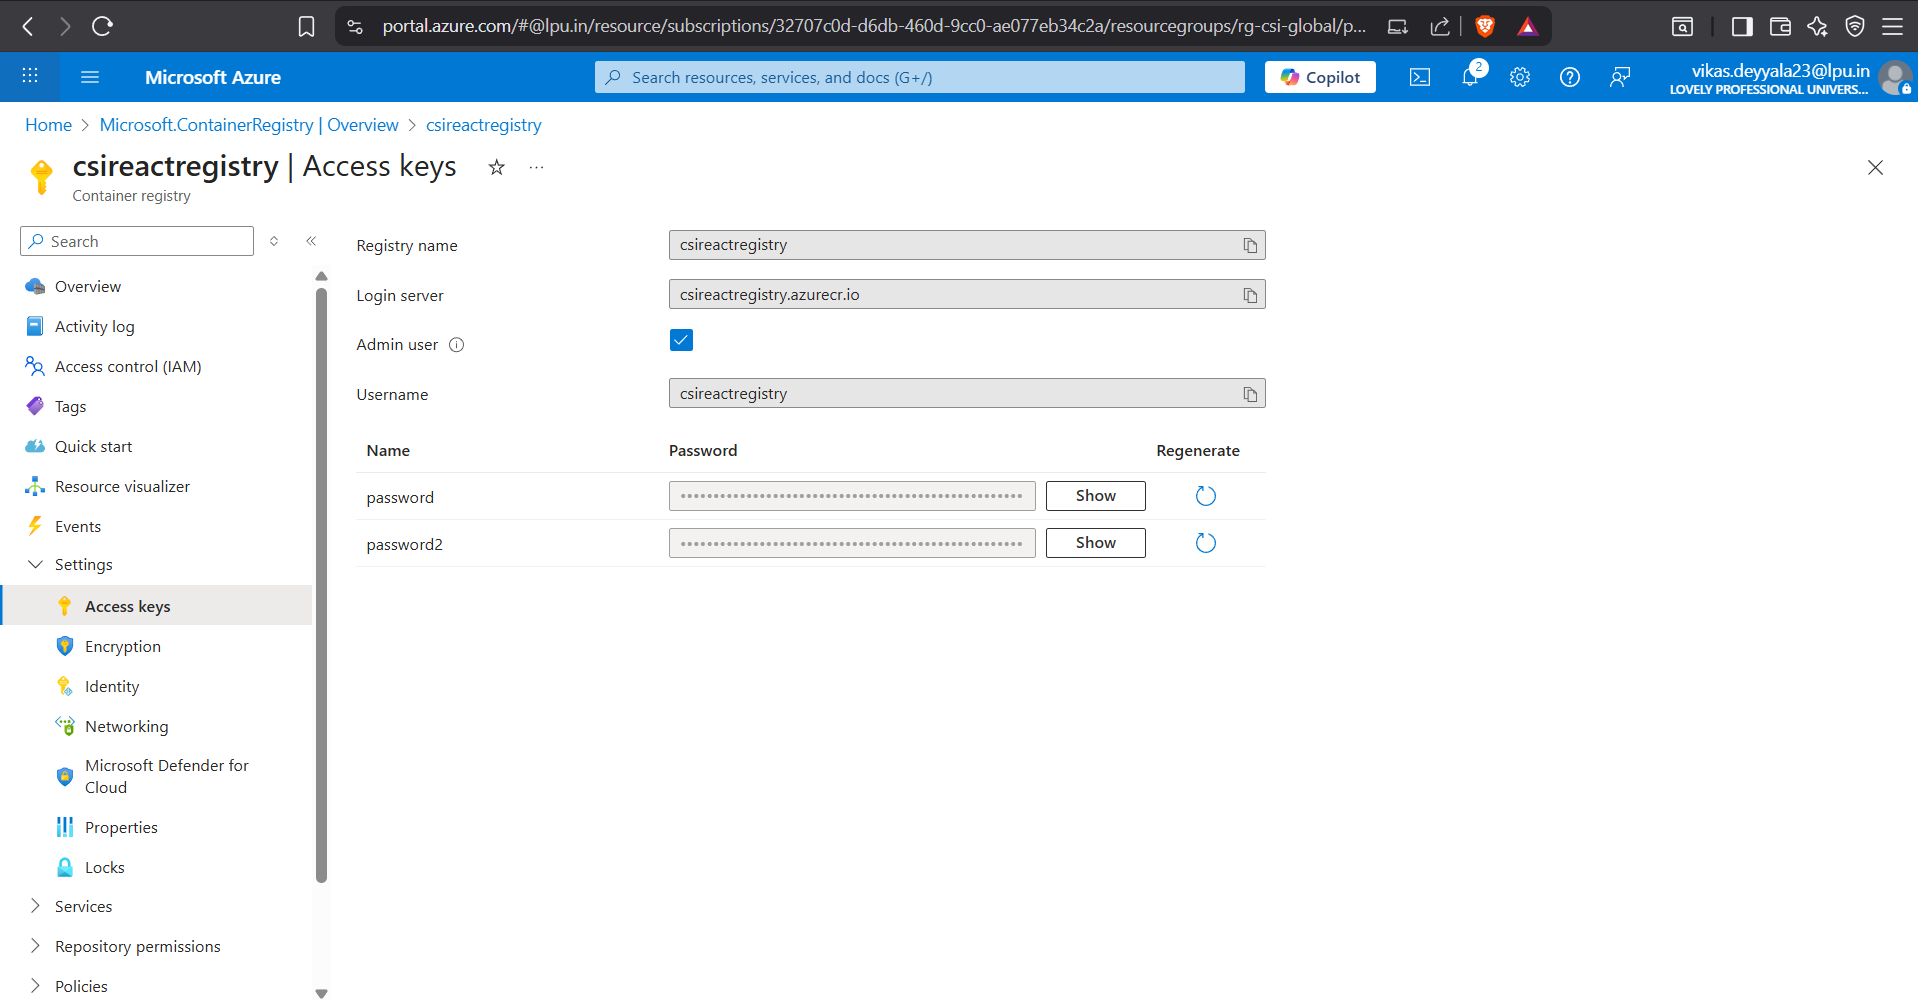 portal.azure.com/#@lpu.in/resource/subscriptions/32707c0d-d6db-460d-9cc0-ae077eb34c2a/resourcegroups/rg-csi-global/p...
Microsoft Azure
Search resources, services, and docs (G+/)
Copilot
2
vikas.deyyala23@lpu.in
LOVELY PROFESSIONAL UNIVERS...
Home > Microsoft.ContainerRegistry | Overview > csireactregistry
csireactregistry | Access keys
Container registry
Search
Overview
Activity log
Access control (IAM)
Tags
Quick start
Resource visualizer
Events
Settings
Access keys
Encryption
Identity
Networking
Microsoft Defender for
Cloud
Properties
Locks
Services
Repository permissions
Policies
Registry name csireactregistry
Login server csireactregistry.azurecr.io
Admin user
Username csireactregistry
Name Password Regenerate
password Show
password2 Show